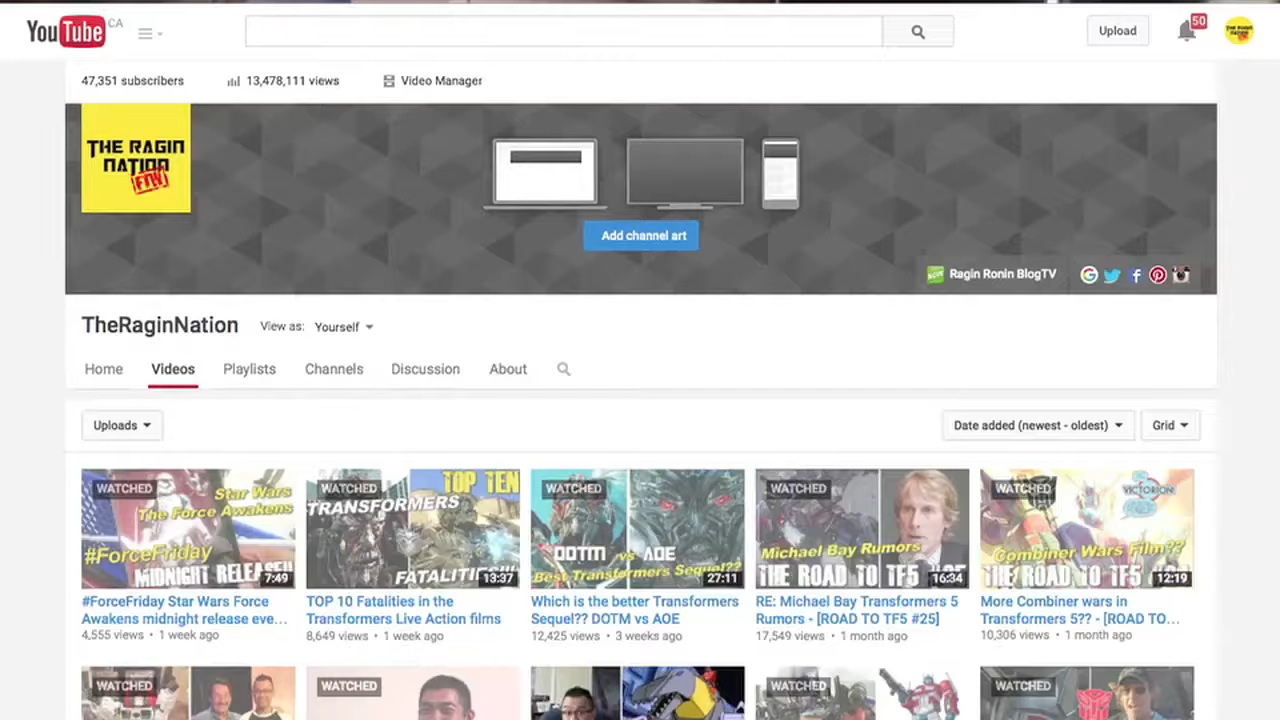 YouTube CA
Upload
50
47,351 subscribers 13,478,111 views Video Manager
THE RAGIN
NATION
FTW
Add channel art
NOW Ragin Ronin BlogTV
TheRaginNation View as: Yourself
Home Videos Playlists Channels Discussion About
Uploads
Date added (newest - oldest) Grid
WATCHED
Star Wars
The Force Awakens
#ForceFriday
MIDNIGHT RELEASE!!
7:49
#ForceFriday Star Wars Force
Awakens midnight release eve...
4,555 views • 1 week ago
WATCHED
TOP TEN
TRANSFORMERS
FATALITIES!!
13:37
TOP 10 Fatalities in the
Transformers Live Action films
8,649 views • 1 week ago
WATCHED
DOTM vs AOE
Best Transformers Sequel??
27:11
Which is the better Transformers
Sequel?? DOTM vs AOE
12,425 views • 3 weeks ago
WATCHED
Michael Bay Rumors
THE ROAD TO TF5
16:34
RE: Michael Bay Transformers 5
Rumors - [ROAD TO TF5 #25]
17,549 views • 1 month ago
WATCHED
VICTORION
Combiner Wars Film??
THE ROAD TO TF5
12:19
More Combiner wars in
Transformers 5?? - [ROAD TO...
10,306 views • 1 month ago
WATCHED
WATCHED
WATCHED
WATCHED